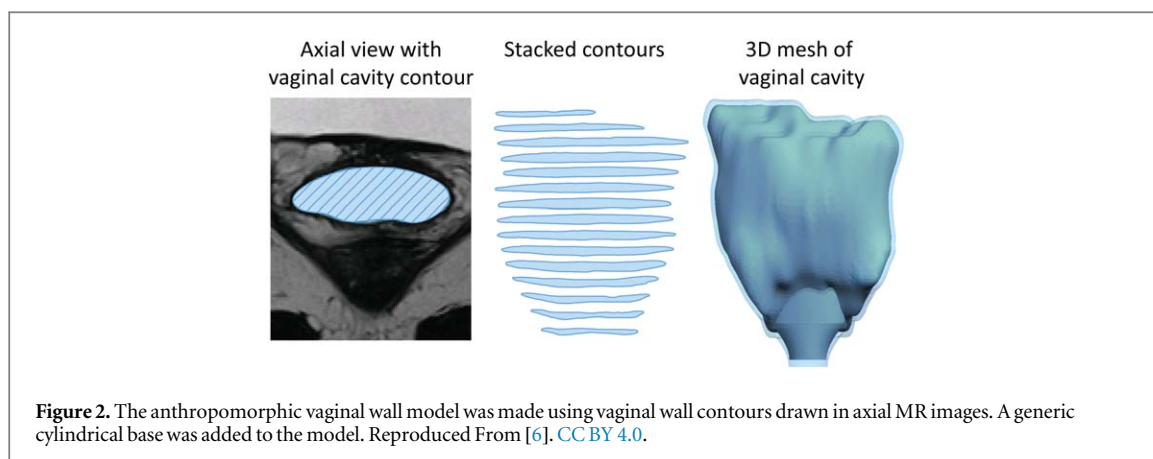 Axial view with
vaginal cavity contour
Stacked contours
3D mesh of
vaginal cavity
Figure 2. The anthropomorphic vaginal wall model was made using vaginal wall contours drawn in axial MR images. A generic
cylindrical base was added to the model. Reproduced From [6]. CC BY 4.0.